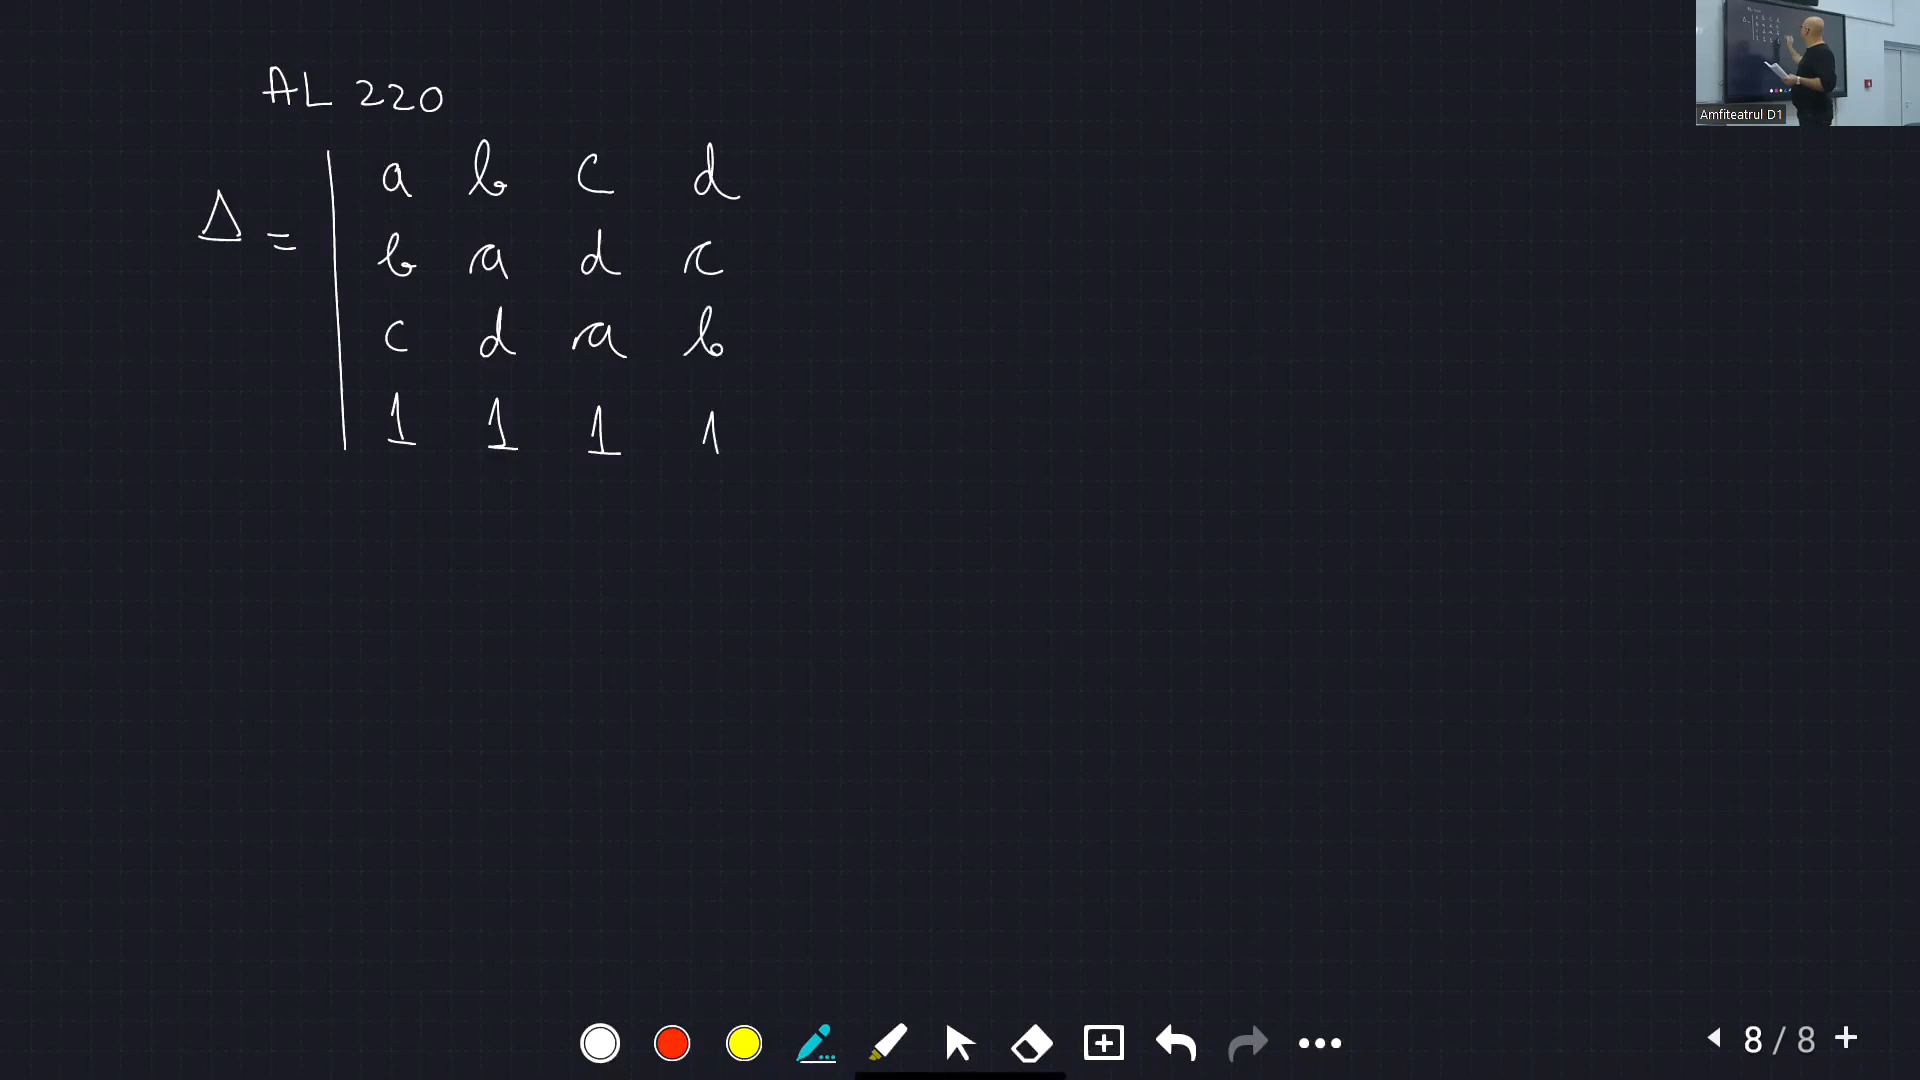 AL 220
Δ = | a b c d
b a d c
c d a b
1 1 1 1
Amfiteatrul D1
8 / 8